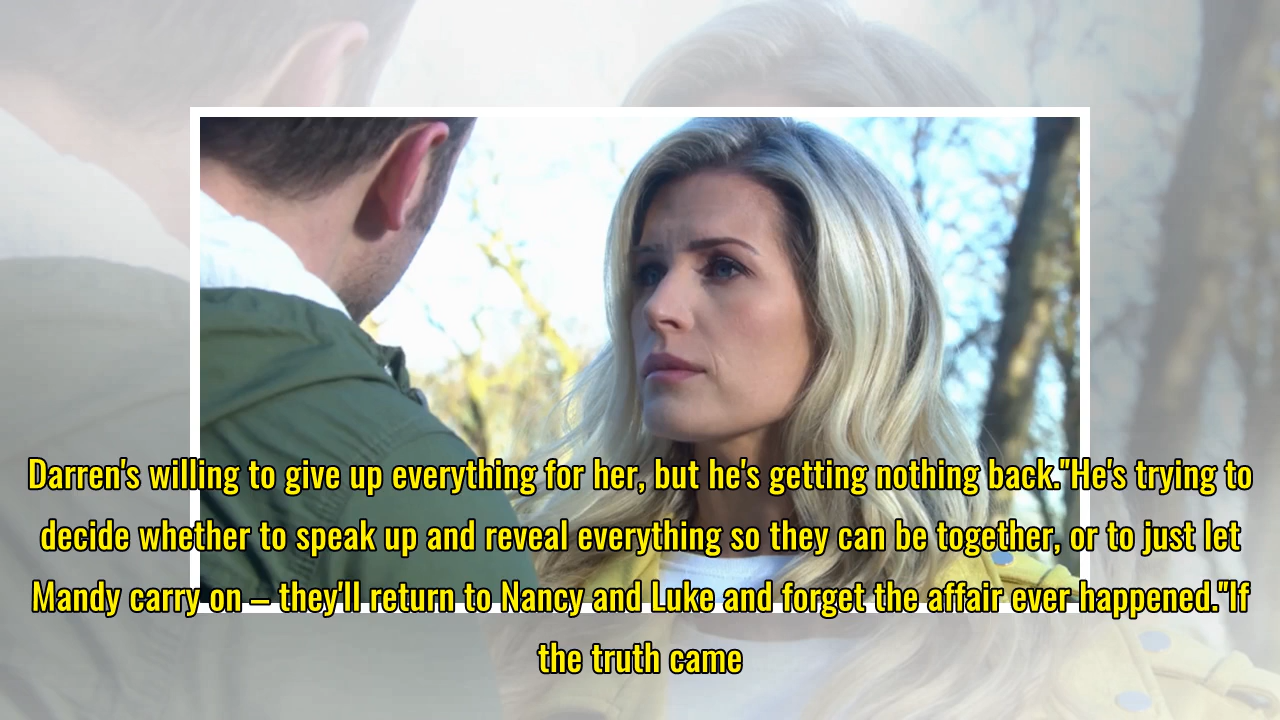 Darren's willing to give up everything for her, but he's getting nothing back."He's trying to
decide whether to speak up and reveal everything so they can be together, or to just let
Mandy carry on – they'll return to Nancy and Luke and forget the affair ever happened."If
the truth came